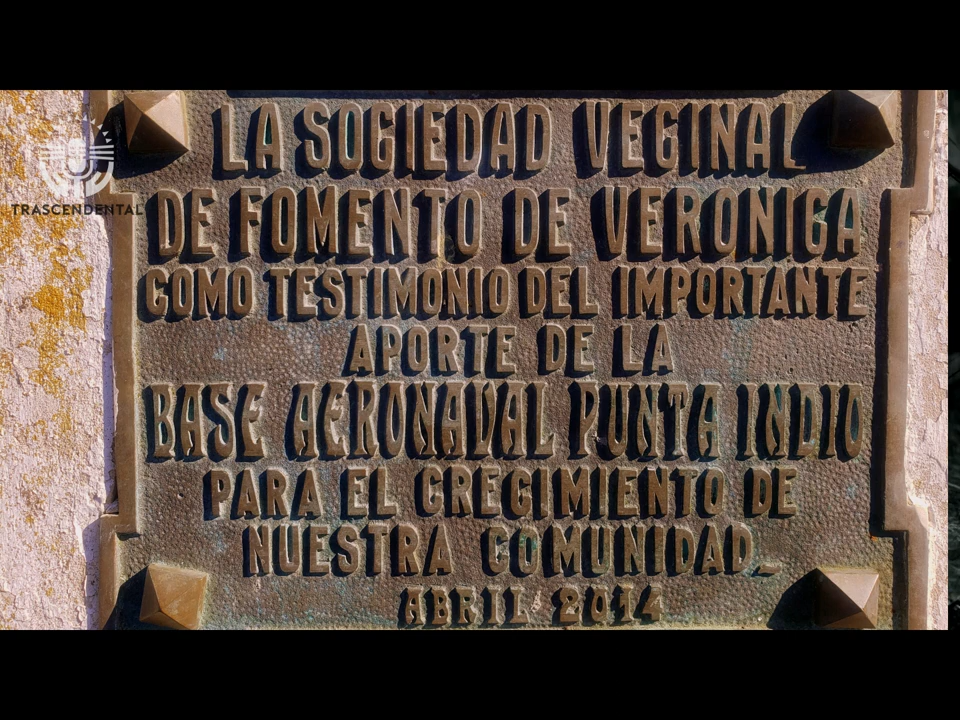 LA SOCIEDAD VECINAL
DE FOMENTO DE VERONICA
COMO TESTIMONIO DEL IMPORTANTE
APORTE DE LA
BASE AERONAVAL PUNTA INDIO
PARA EL CRECIMIENTO DE
NUESTRA COMUNIDAD_
ABRIL 2014
TRASCENDENTAL